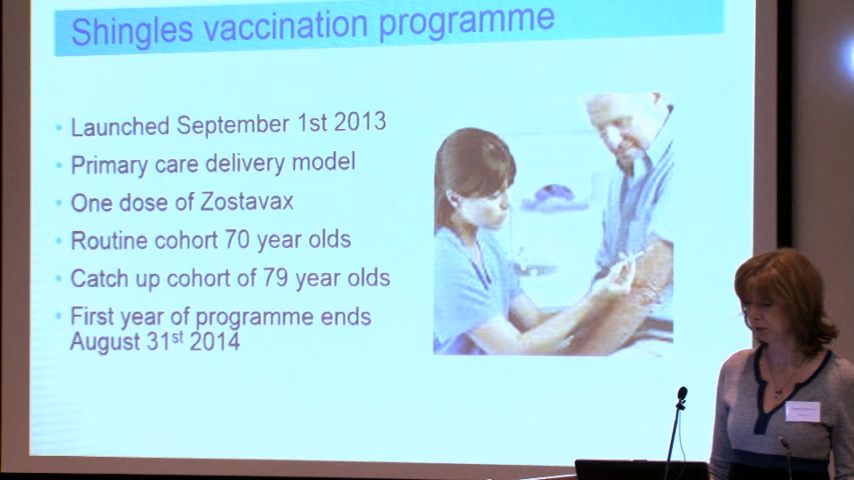 Shingles vaccination programme
• Launched September 1st 2013
• Primary care delivery model
• One dose of Zostavax
• Routine cohort 70 year olds
• Catch up cohort of 79 year olds
• First year of programme ends
August 31st 2014